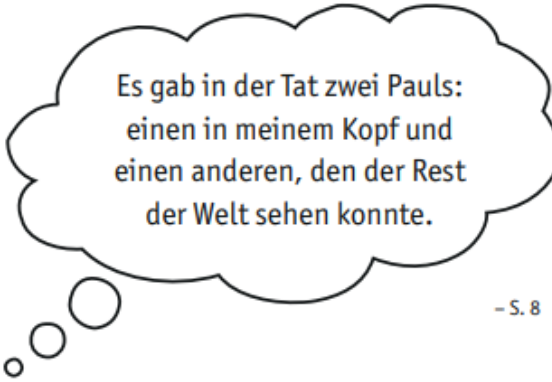 Es gab in der Tat zwei Pauls:
einen in meinem Kopf und
einen anderen, den der Rest
der Welt sehen konnte.
– S. 8